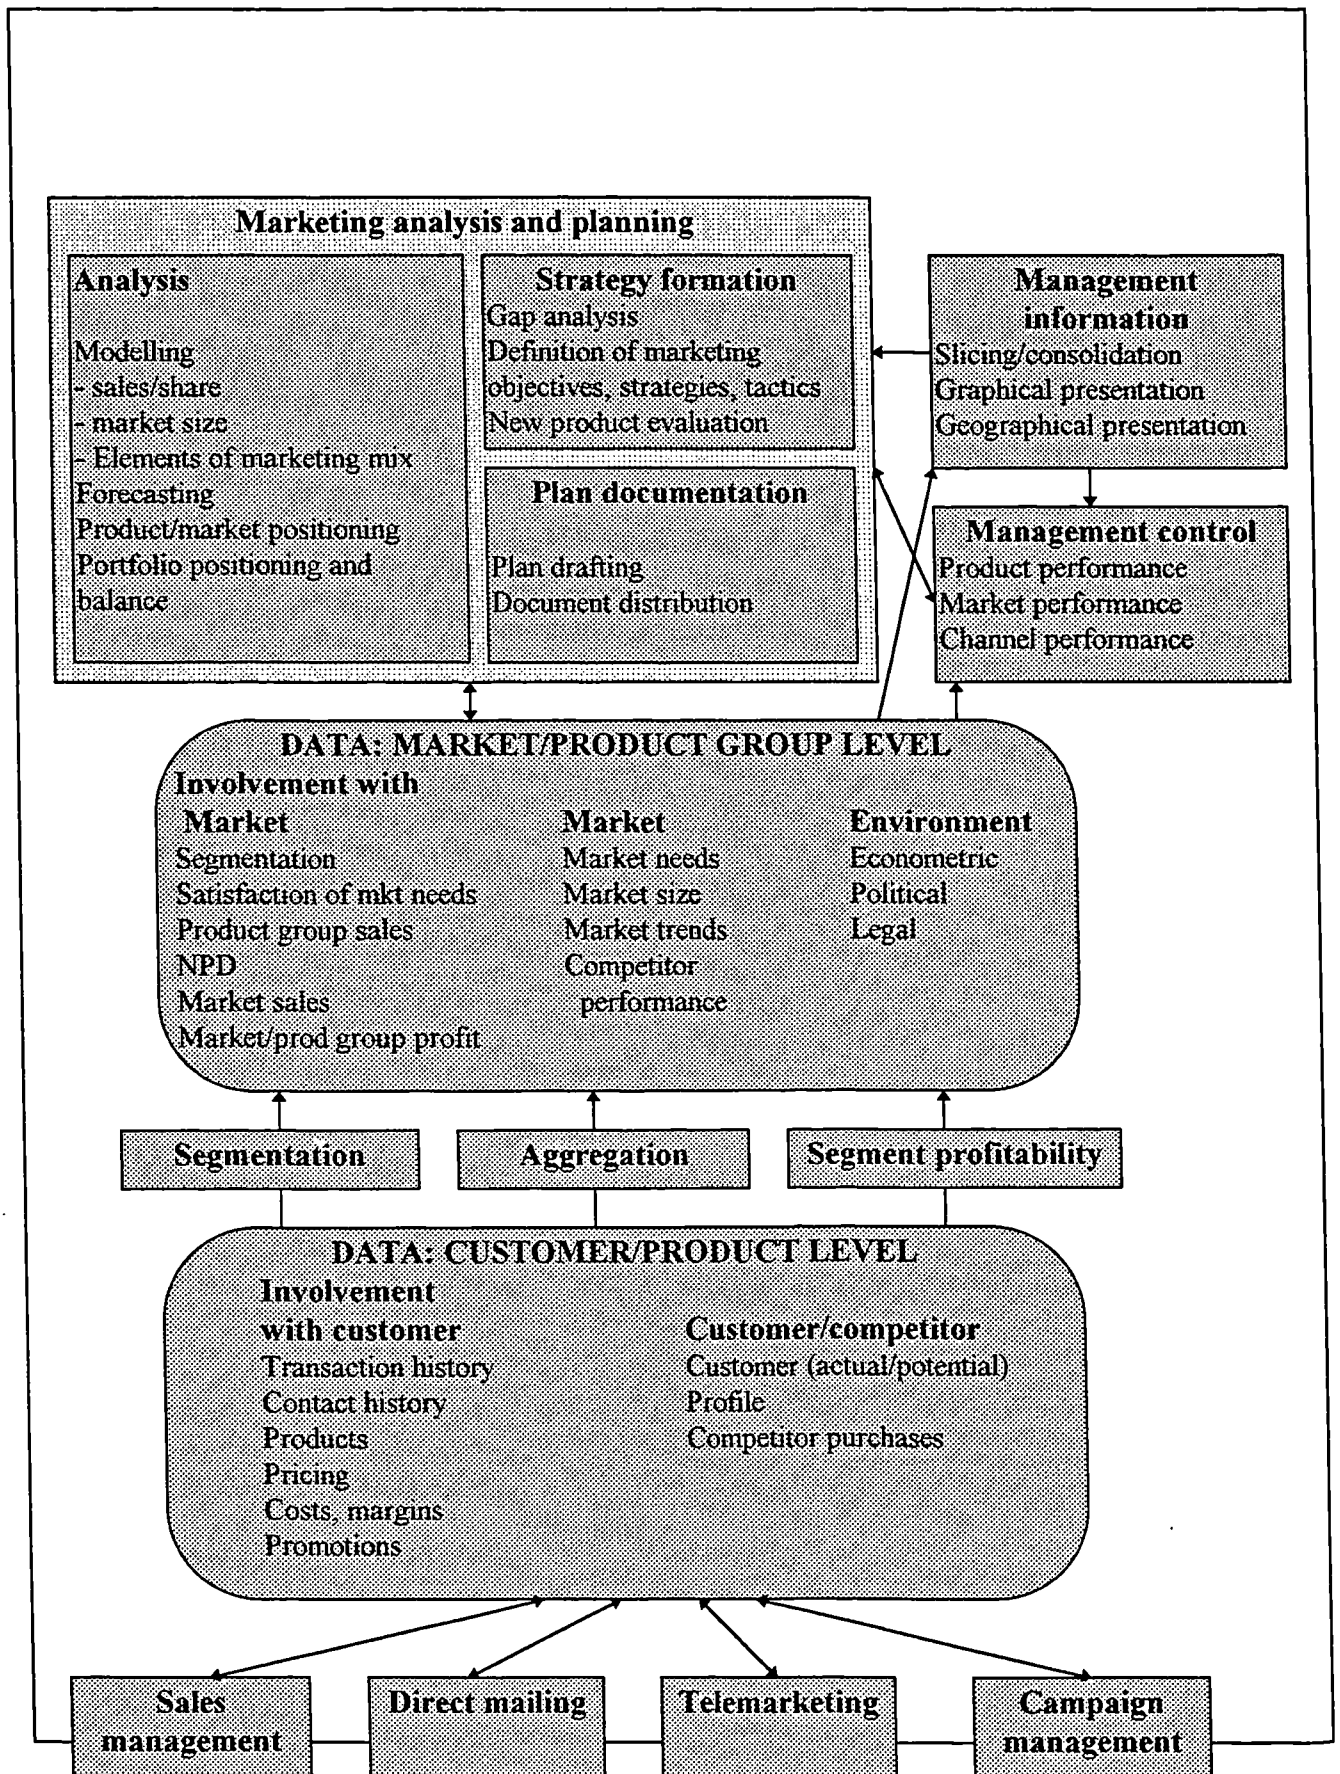 Marketing analysis and planning
Analysis
Modelling
- sales/share
- market size
- Elements of marketing mix
Forecasting
Product/market positioning
Portfolio positioning and
balance
Strategy formation
Gap analysis
Definition of marketing
objectives, strategies, tactics
New product evaluation
Plan documentation
Plan drafting
Document distribution
Management
information
Slicing/consolidation
Graphical presentation
Geographical presentation
Management control
Product performance
Market performance
Channel performance
DATA: MARKET/PRODUCT GROUP LEVEL
Involvement with
Market
Segmentation
Satisfaction of mkt needs
Product group sales
NPD
Market sales
Market/prod group profit
Market
Market needs
Market size
Market trends
Competitor
performance
Environment
Econometric
Political
Legal
Segmentation
Aggregation
Segment profitability
DATA: CUSTOMER/PRODUCT LEVEL
Involvement
with customer
Transaction history
Contact history
Products
Pricing
Costs, margins
Promotions
Customer/competitor
Customer (actual/potential)
Profile
Competitor purchases
Sales
management
Direct mailing
Telemarketing
Campaign
management